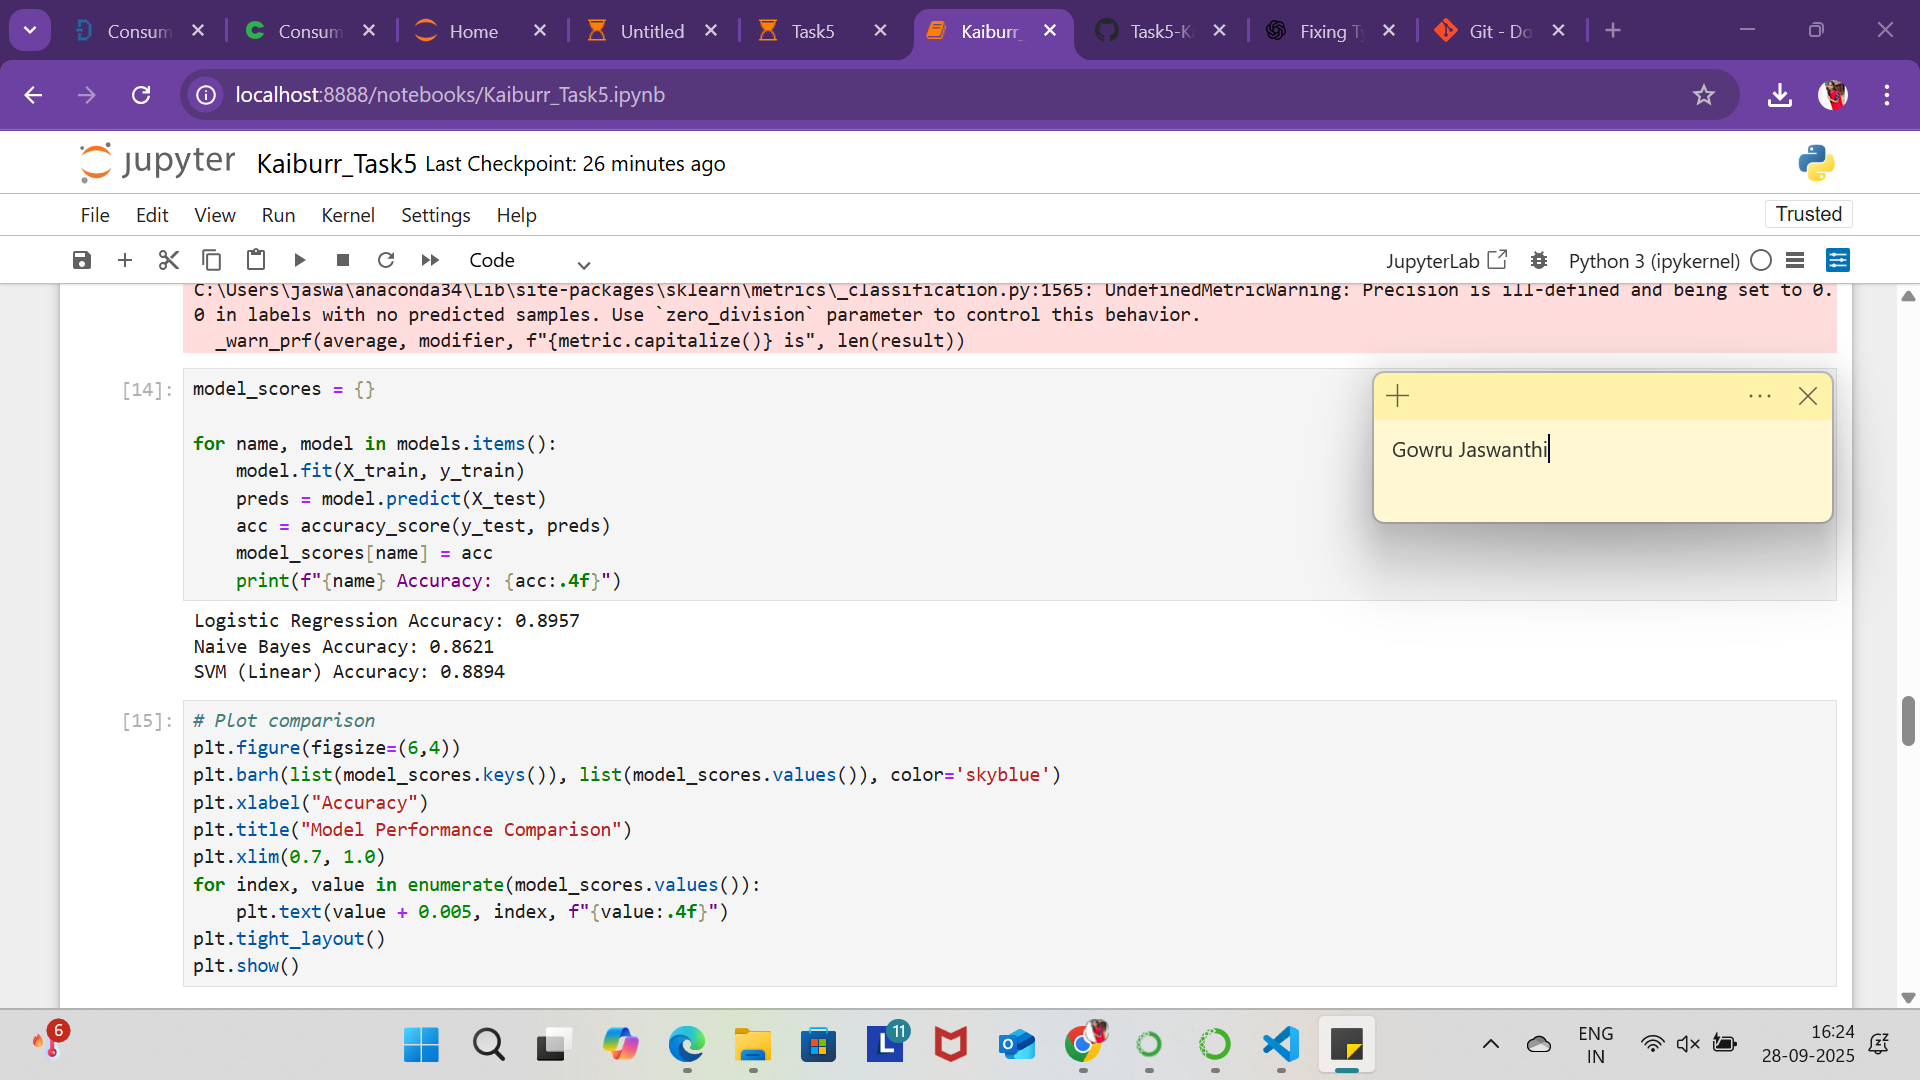 Consum
Consum
Home
Untitled
Task5
Kaiburr_
Task5-K
Fixing T
Git - Do
localhost:8888/notebooks/Kaiburr_Task5.ipynb
jupyter
Kaiburr_Task5 Last Checkpoint: 26 minutes ago
File Edit View Run Kernel Settings Help
Trusted
Code
JupyterLab
Python 3 (ipykernel)
C:\Users\jaswa\anaconda34\Lib\site-packages\sklearn\metrics\_classification.py:1565: UndefinedMetricWarning: Precision is ill-defined and being set to 0.
0 in labels with no predicted samples. Use `zero_division` parameter to control this behavior.
  _warn_prf(average, modifier, f"{metric.capitalize()} is", len(result))
[14]:
model_scores = {}
for name, model in models.items():
    model.fit(X_train, y_train)
    preds = model.predict(X_test)
    acc = accuracy_score(y_test, preds)
    model_scores[name] = acc
    print(f"{name} Accuracy: {acc:.4f}")
Gowru Jaswanthi
Logistic Regression Accuracy: 0.8957
Naive Bayes Accuracy: 0.8621
SVM (Linear) Accuracy: 0.8894
[15]:
# Plot comparison
plt.figure(figsize=(6,4))
plt.barh(list(model_scores.keys()), list(model_scores.values()), color='skyblue')
plt.xlabel("Accuracy")
plt.title("Model Performance Comparison")
plt.xlim(0.7, 1.0)
for index, value in enumerate(model_scores.values()):
    plt.text(value + 0.005, index, f"{value:.4f}")
plt.tight_layout()
plt.show()
6
L
11
ENG
IN
16:24
28-09-2025